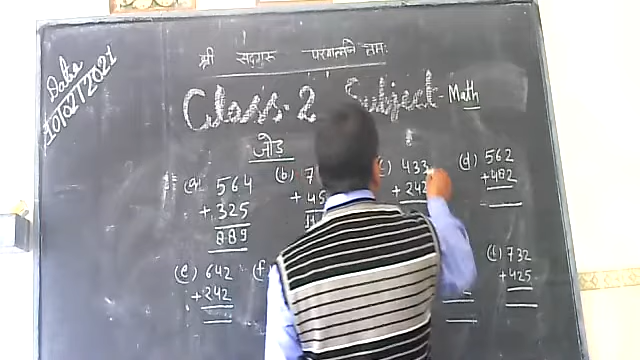 Date
10/02/2021
श्री सद्गुरु परमात्मने नमः
Class-2 Subject - Math
जोड़
(a) 564
+ 325
889
(b) 7
+ 45
(c) 433
+ 242
(d) 562
+ 482
(e) 642
+ 242
(f)
732
+ 425